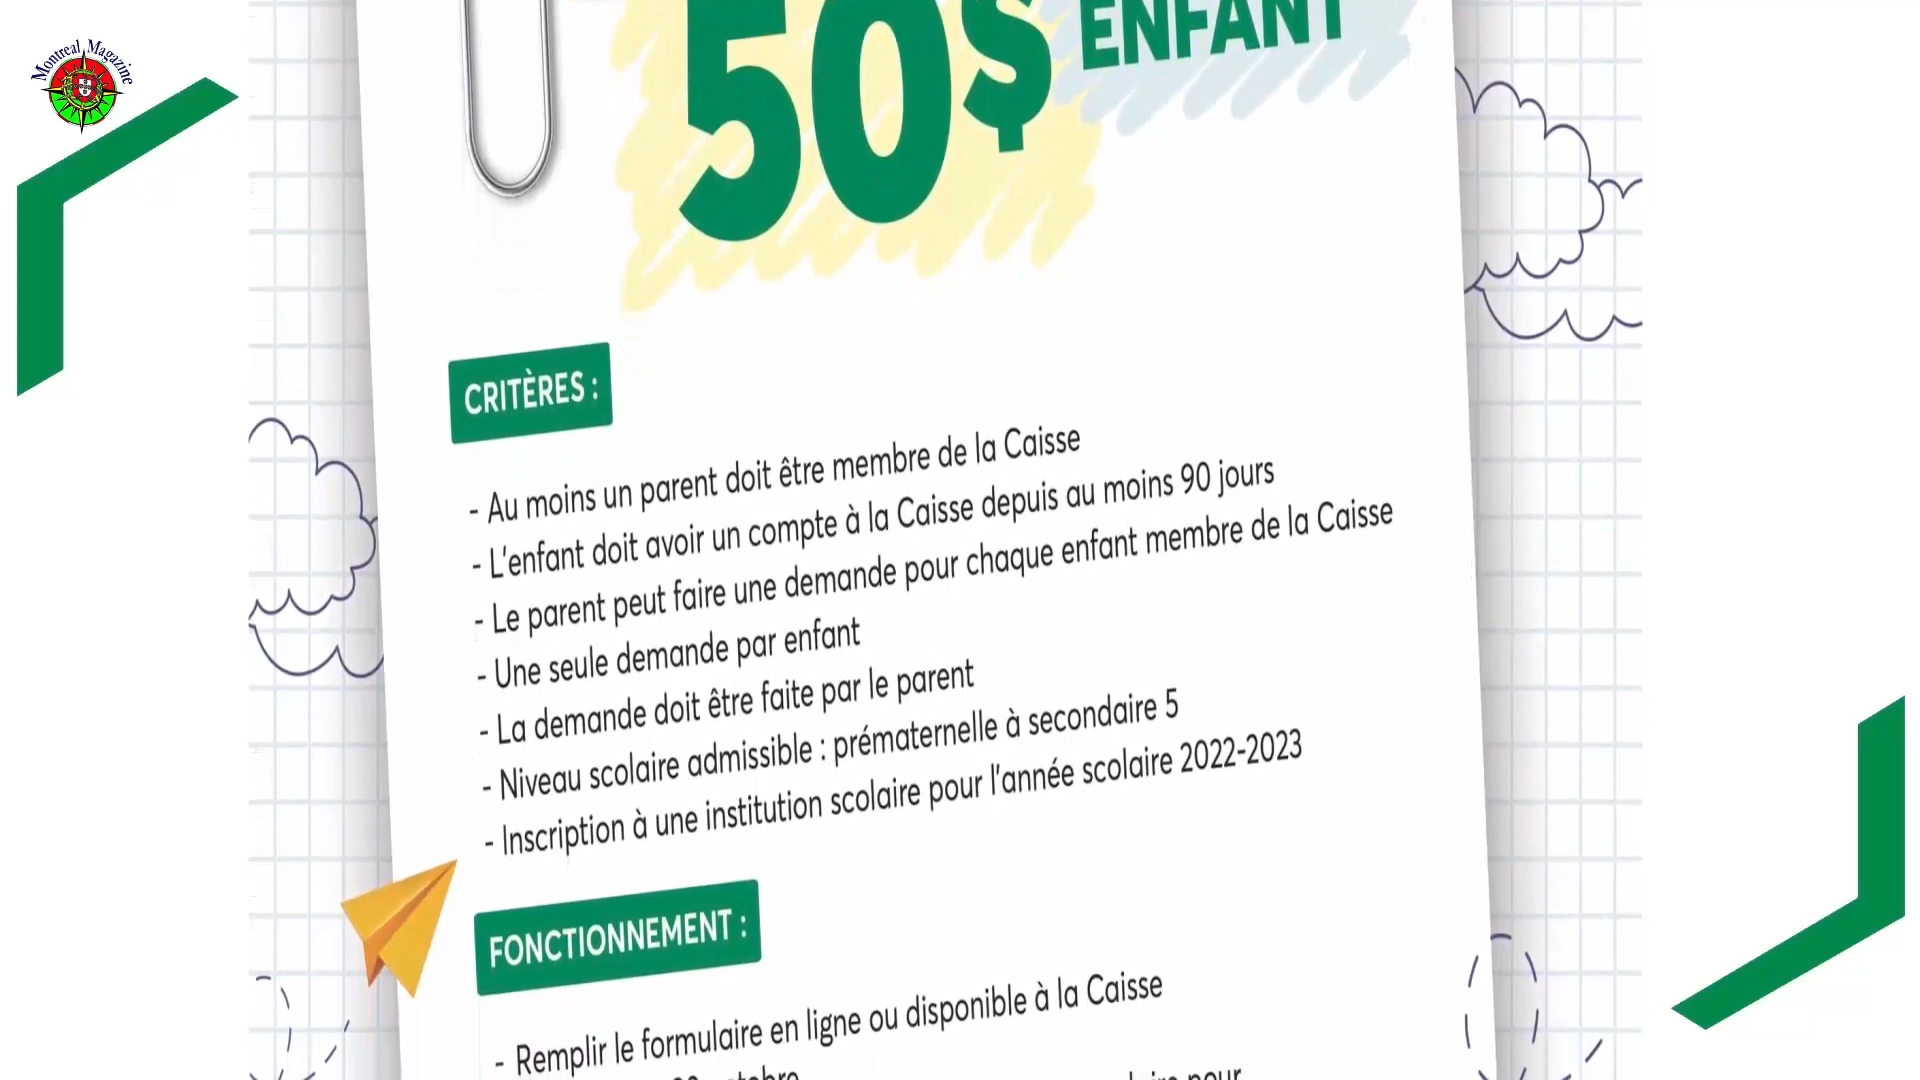 Montreal Magazine
50$
ENFANT
CRITÈRES :
- Au moins un parent doit être membre de la Caisse
- L'enfant doit avoir un compte à la Caisse depuis au moins 90 jours
- Le parent peut faire une demande pour chaque enfant membre de la Caisse
- Une seule demande par enfant
- La demande doit être faite par le parent
- Niveau scolaire admissible : prématernelle à secondaire 5
- Inscription à une institution scolaire pour l'année scolaire 2022-2023
FONCTIONNEMENT :
- Remplir le formulaire en ligne ou disponible à la Caisse
pour